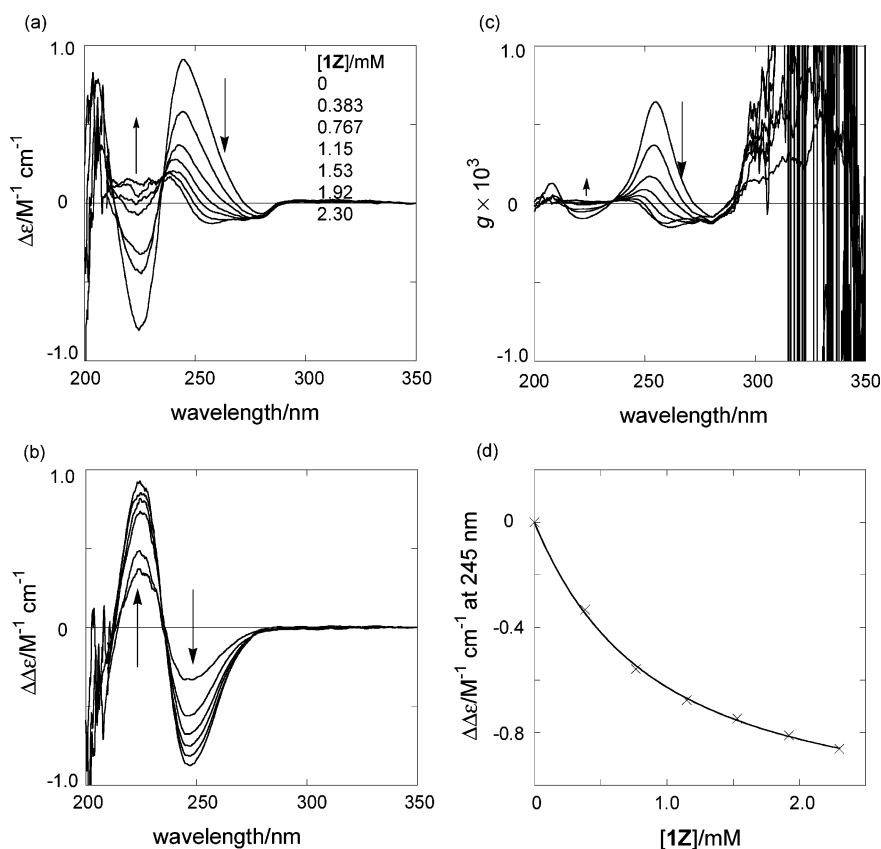 (a)
1.0
0
-1.0
Δε/M⁻¹ cm⁻¹
[1Z]/mM
0
0.383
0.767
1.15
1.53
1.92
2.30
200
250
300
350
wavelength/nm
(c)
1.0
0
-1.0
g × 10³
200
250
300
350
wavelength/nm
(b)
1.0
0
-1.0
ΔΔε/M⁻¹ cm⁻¹
200
250
300
350
wavelength/nm
(d)
0
-0.4
-0.8
ΔΔε/M⁻¹ cm⁻¹ at 245 nm
0
1.0
2.0
[1Z]/mM